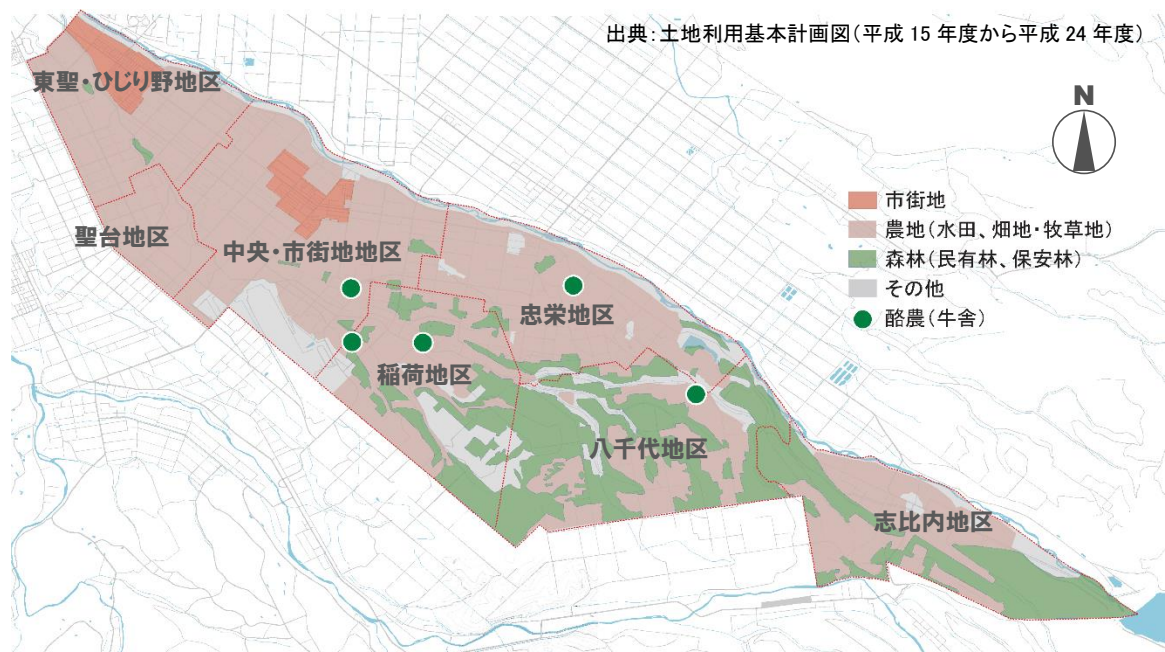 出典:土地利用基本計画図(平成 15 年度から平成 24 年度)
東聖・ひじり野地区
N
市街地
農地(水田、畑地・牧草地)
聖台地区
中央・市街地地区
森林(民有林、保安林)
その他
忠栄地区
酪農(牛舎)
稲荷地区
八千代地区
志比内地区